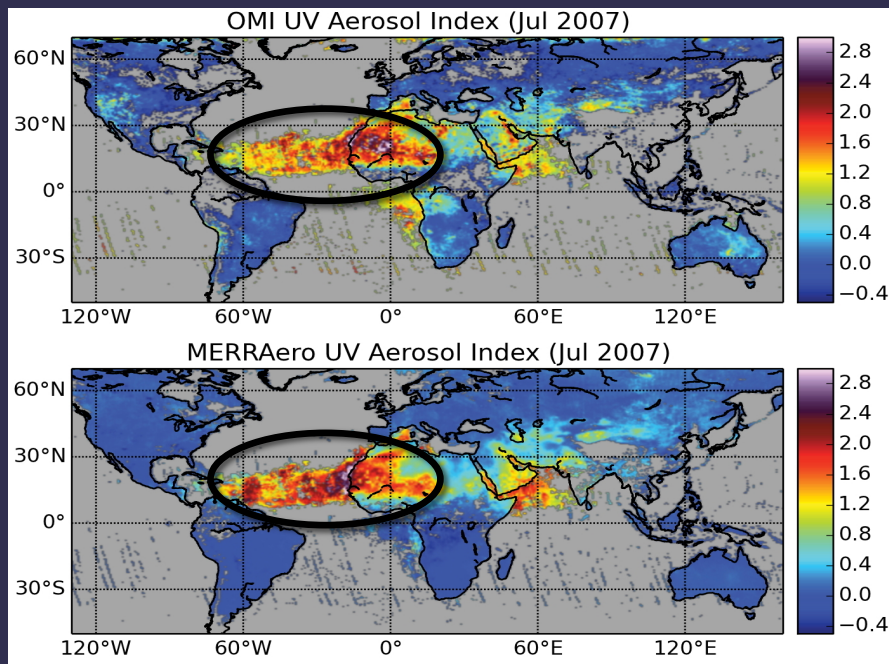 OMI UV Aerosol Index (Jul 2007)
60°N
30°N
0°
30°S
120°W 60°W 0° 60°E 120°E
2.8
2.4
2.0
1.6
1.2
0.8
0.4
0.0
−0.4
MERRAero UV Aerosol Index (Jul 2007)
60°N
30°N
0°
30°S
120°W 60°W 0° 60°E 120°E
2.8
2.4
2.0
1.6
1.2
0.8
0.4
0.0
−0.4